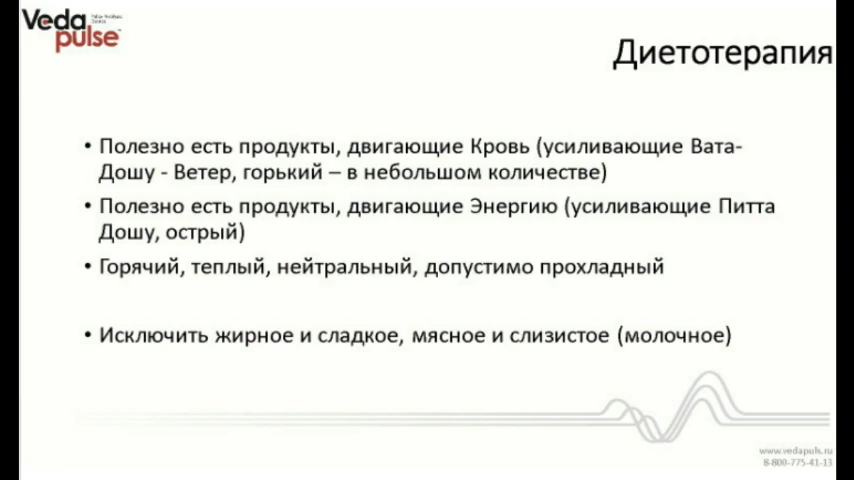 Veda
pulse
Диетотерапия
• Полезно есть продукты, двигающие Кровь (усиливающие Вата-
Дошу - Ветер, горький – в небольшом количестве)
• Полезно есть продукты, двигающие Энергию (усиливающие Питта
Дошу, острый)
• Горячий, теплый, нейтральный, допустимо прохладный
• Исключить жирное и сладкое, мясное и слизистое (молочное)
www.vedapuls.ru
8-800-775-41-13